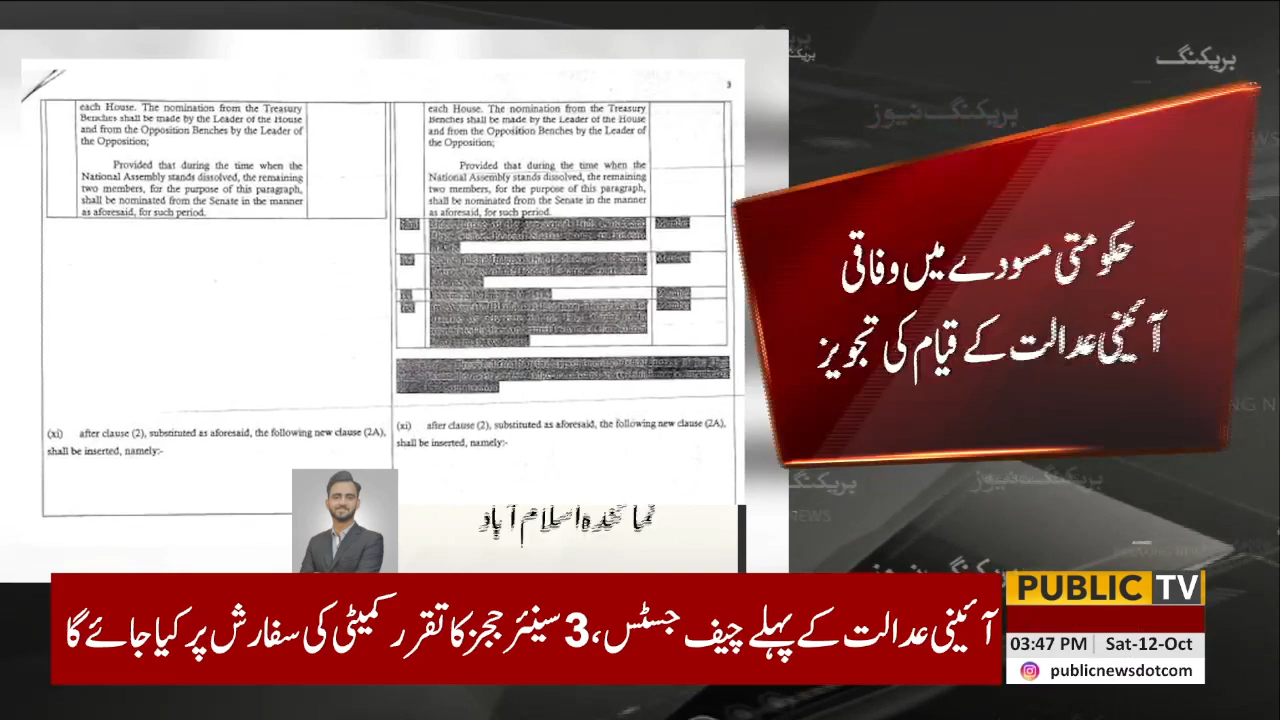 بریکنگ
بریکنگ نیوز
3
each House. The nomination from the Treasury
Benches shall be made by the Leader of the House
and from the Opposition Benches by the Leader of
the Opposition;
Provided that during the time when the
National Assembly stands dissolved, the remaining
two members, for the purpose of this paragraph,
shall be nominated from the Senate in the manner
as aforesaid, for such period.
(xi) after clause (2), substituted as aforesaid, the following new clause (2A),
shall be inserted, namely:-
each House. The nomination from the Treasury
Benches shall be made by the Leader of the House
and from the Opposition Benches by the Leader of
the Opposition;
Provided that during the time when the
National Assembly stands dissolved, the remaining
two members, for the purpose of this paragraph,
shall be nominated from the Senate in the manner
as aforesaid, for such period.
(xi) after clause (2), substituted as aforesaid, the following new clause (2A),
shall be inserted, namely:-
حکومتی مسودے میں وفاقی
آئینی عدالت کے قیام کی تجویز
بریکنگ
بریکنگ نیوز
نمائندہ اسلام آباد
آئینی عدالت کے پہلے چیف جسٹس، 3 سینئر ججز کا تقرر کمیٹی کی سفارش پر کیا جائے گا
PUBLIC TV
03:47 PM Sat-12-Oct
publicnewsdotcom